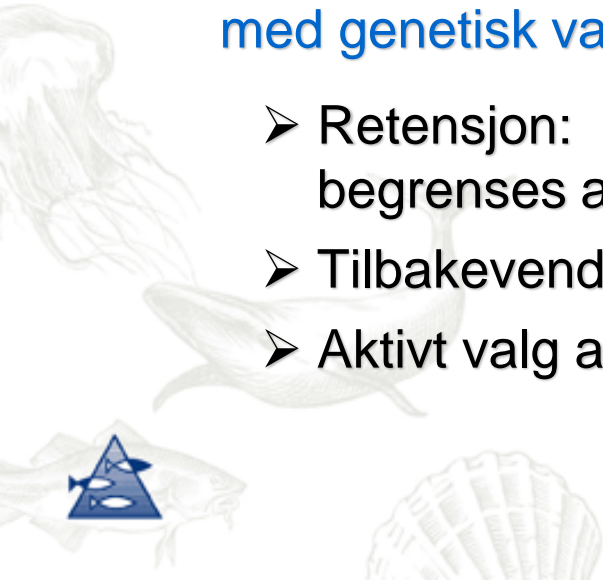 med genetisk va
➢ Retensjon:
begrenses a
➢ Tilbakevend
➢ Aktivt valg a